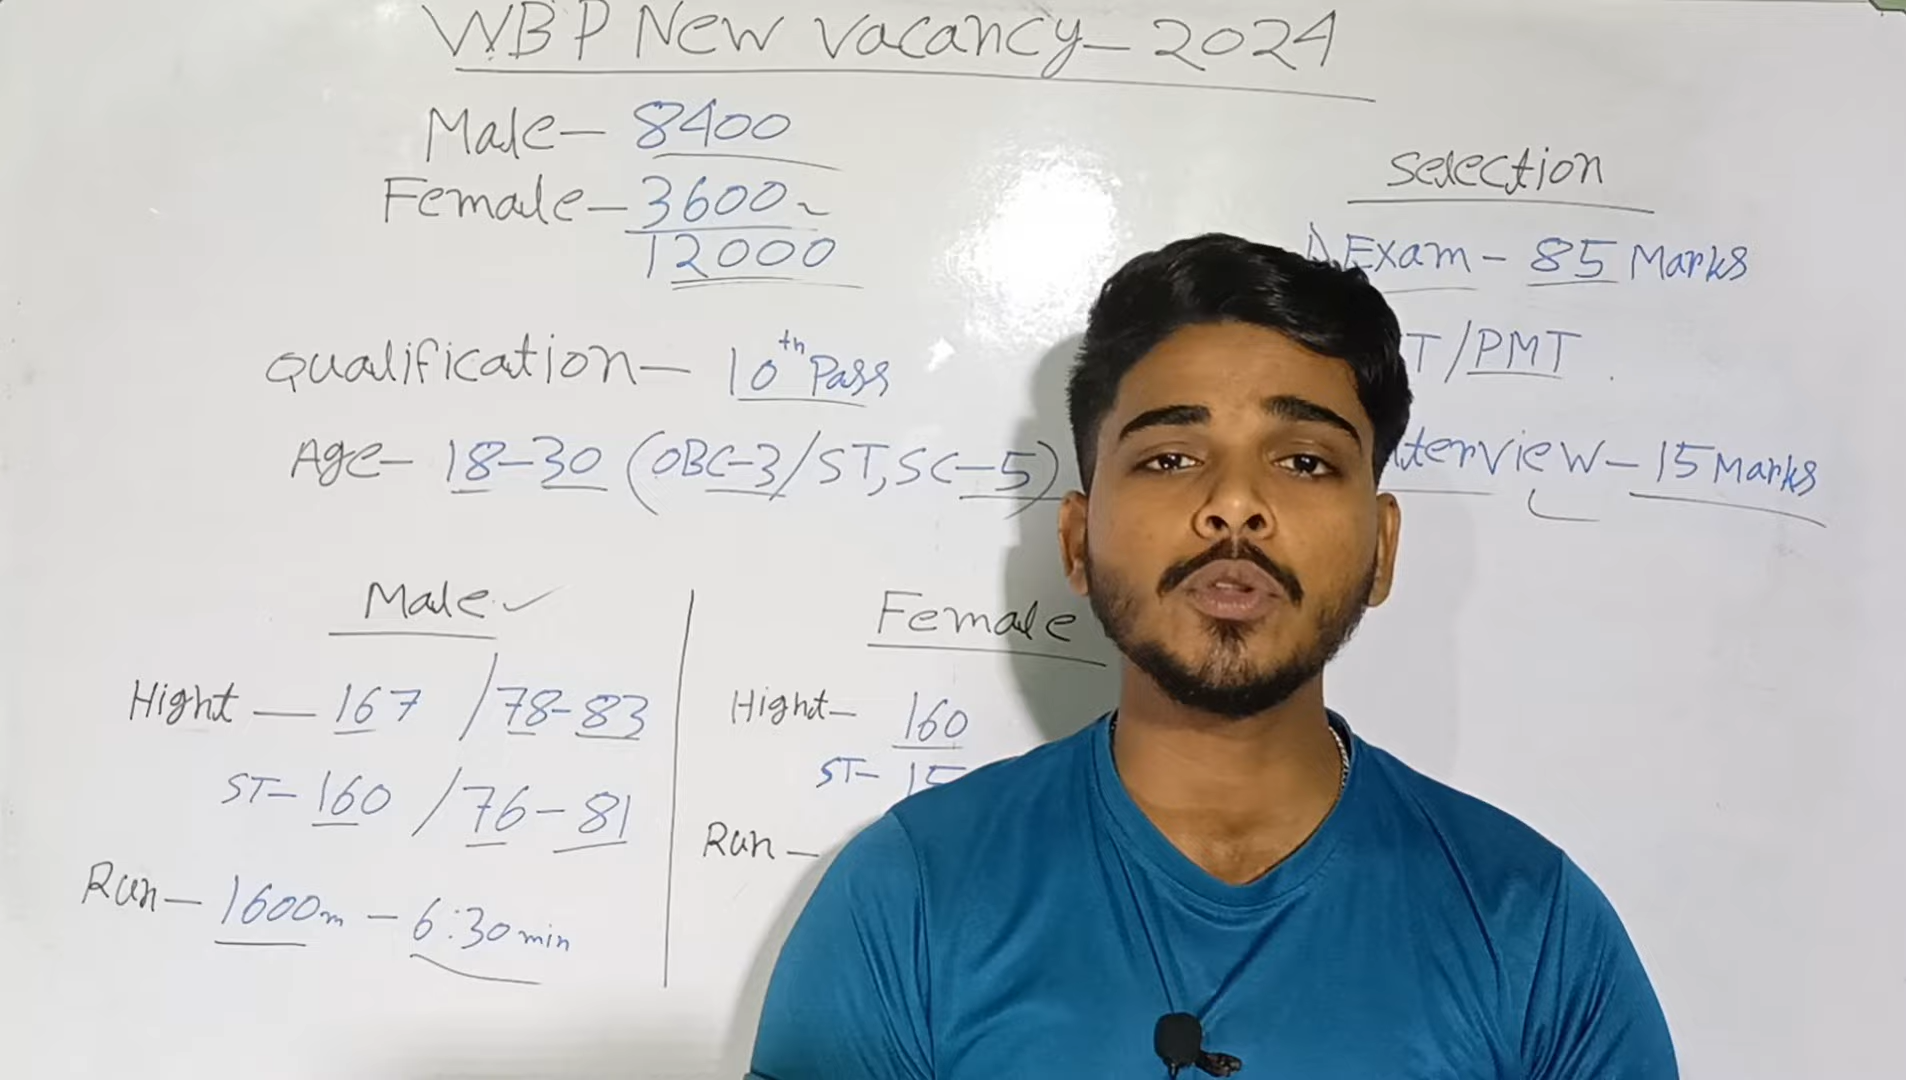 WBP New Vacancy - 2024
Male - 8400
Female - 3600
12000
Qualification - 10th Pass
Age - 18-30 (OBC-3/ST,SC-5)
Selection
Exam - 85 Marks
T/PMT
nterview - 15 Marks
Male
Hight - 167 / 78-83
ST- 160 / 76-81
Run - 1600m - 6:30 min
Female
Hight - 160
ST- 15
Run -